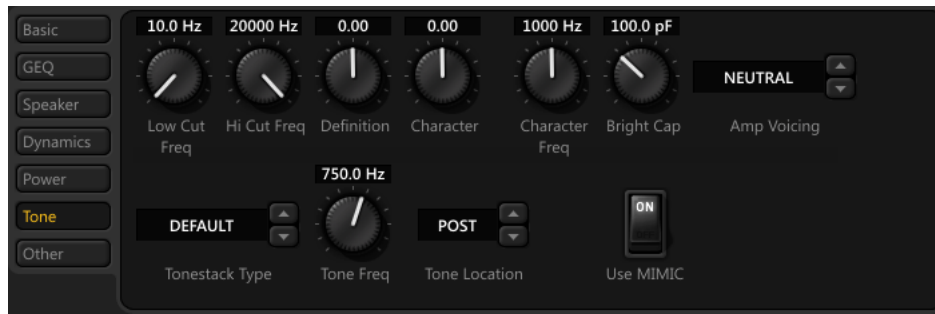 Basic
GEQ
Speaker
Dynamics
Power
Tone
Other
10.0 Hz 20000 Hz 0.00 0.00 1000 Hz 100.0 pF
NEUTRAL
Low Cut Freq
Hi Cut Freq
Definition
Character
Character Freq
Bright Cap
Amp Voicing
750.0 Hz
DEFAULT
POST
ON
Tonestack Type
Tone Freq
Tone Location
Use MIMIC